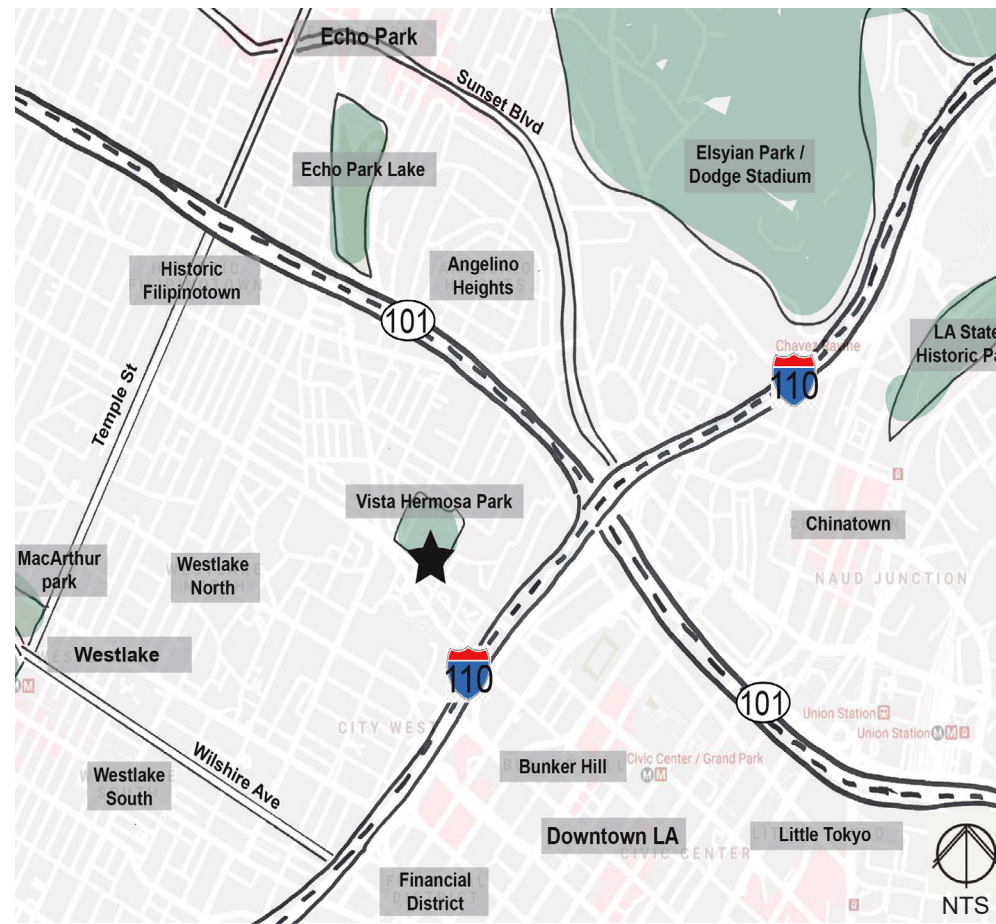 Echo Park
Sunset Blvd
Echo Park Lake
Elsyian Park /
Dodge Stadium
Historic
Filipinotown
Angelino
Heights
101
LA State
Historic Pa
Chavez Ravine
110
Temple St
Vista Hermosa Park
Chinatown
NAUD JUNCTION
MacArthur
park
Westlake
North
Westlake
110
101
CITY WEST
Union Station
Union Station
M
M
M
Wilshire Ave
Westlake
South
Bunker Hill
Civic Center / Grand Park
M
M
Downtown LA
CIVIC CENTER
Little Tokyo
Financial
District
NTS